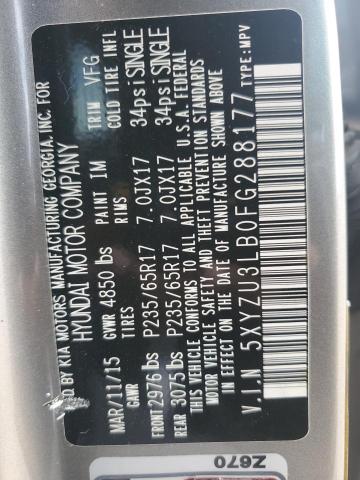 D BY KIA MOTORS MANUFACTURING GEORGIA, INC. FOR
HYUNDAI MOTOR COMPANY
MAR/11/15 GVWR 4850 lbs PAINT IM TRIM VFG
GAWR TIRES RIMS COLD TIRE INFL
FRONT 2976 lbs P235/65R17 7.0JX17 34psi SINGLE
REAR 3075 lbs P235/65R17 7.0JX17 34psi SINGLE
THIS VEHICLE CONFORMS TO ALL APPLICABLE U.S.A. FEDERAL
MOTOR VEHICLE SAFETY AND THEFT PREVENTION STANDARDS
IN EFFECT ON THE DATE OF MANUFACTURE SHOWN ABOVE.
V.I.N 5XYZU3LB0FG288177 TYPE:MPV
Z670